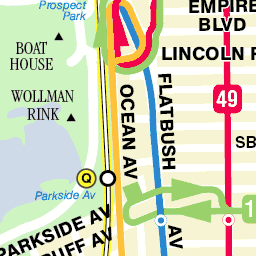 Prospect
Park
EMPIRE
BLVD
BOAT
HOUSE
LINCOLN R
WOLLMAN
RINK
OCEAN AV
FLATBUSH
AV
49
SB
Q
Parkside Av
1
PARKSIDE AV
UFF AV